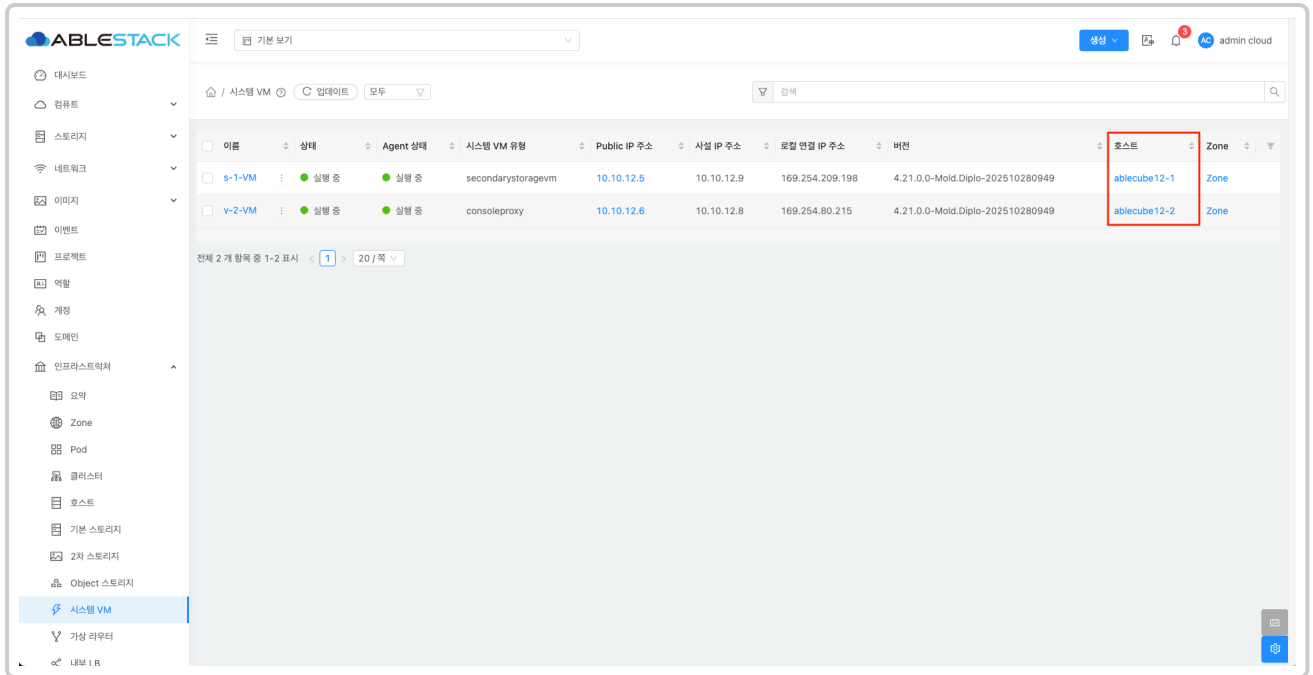 ABLESTACK
기본 보기
생성
3
AC admin cloud
대시보드
컴퓨트
스토리지
네트워크
이미지
이벤트
프로젝트
역할
계정
도메인
인프라스트럭쳐
요약
Zone
Pod
클러스터
호스트
기본 스토리지
2차 스토리지
Object 스토리지
시스템 VM
가상 라우터
내부 LB
/ 시스템 VM 업데이트 모두 검색
이름 상태 Agent 상태 시스템 VM 유형 Public IP 주소 사설 IP 주소 로컬 연결 IP 주소 버전 호스트 Zone
s-1-VM 실행 중 실행 중 secondarystoragevm 10.10.12.5 10.10.12.9 169.254.209.198 4.21.0.0-Mold.Diplo-202510280949 ablecube12-1 Zone
v-2-VM 실행 중 실행 중 consoleproxy 10.10.12.6 10.10.12.8 169.254.80.215 4.21.0.0-Mold.Diplo-202510280949 ablecube12-2 Zone
전체 2 개 항목 중 1-2 표시 < 1 > 20 / 쪽